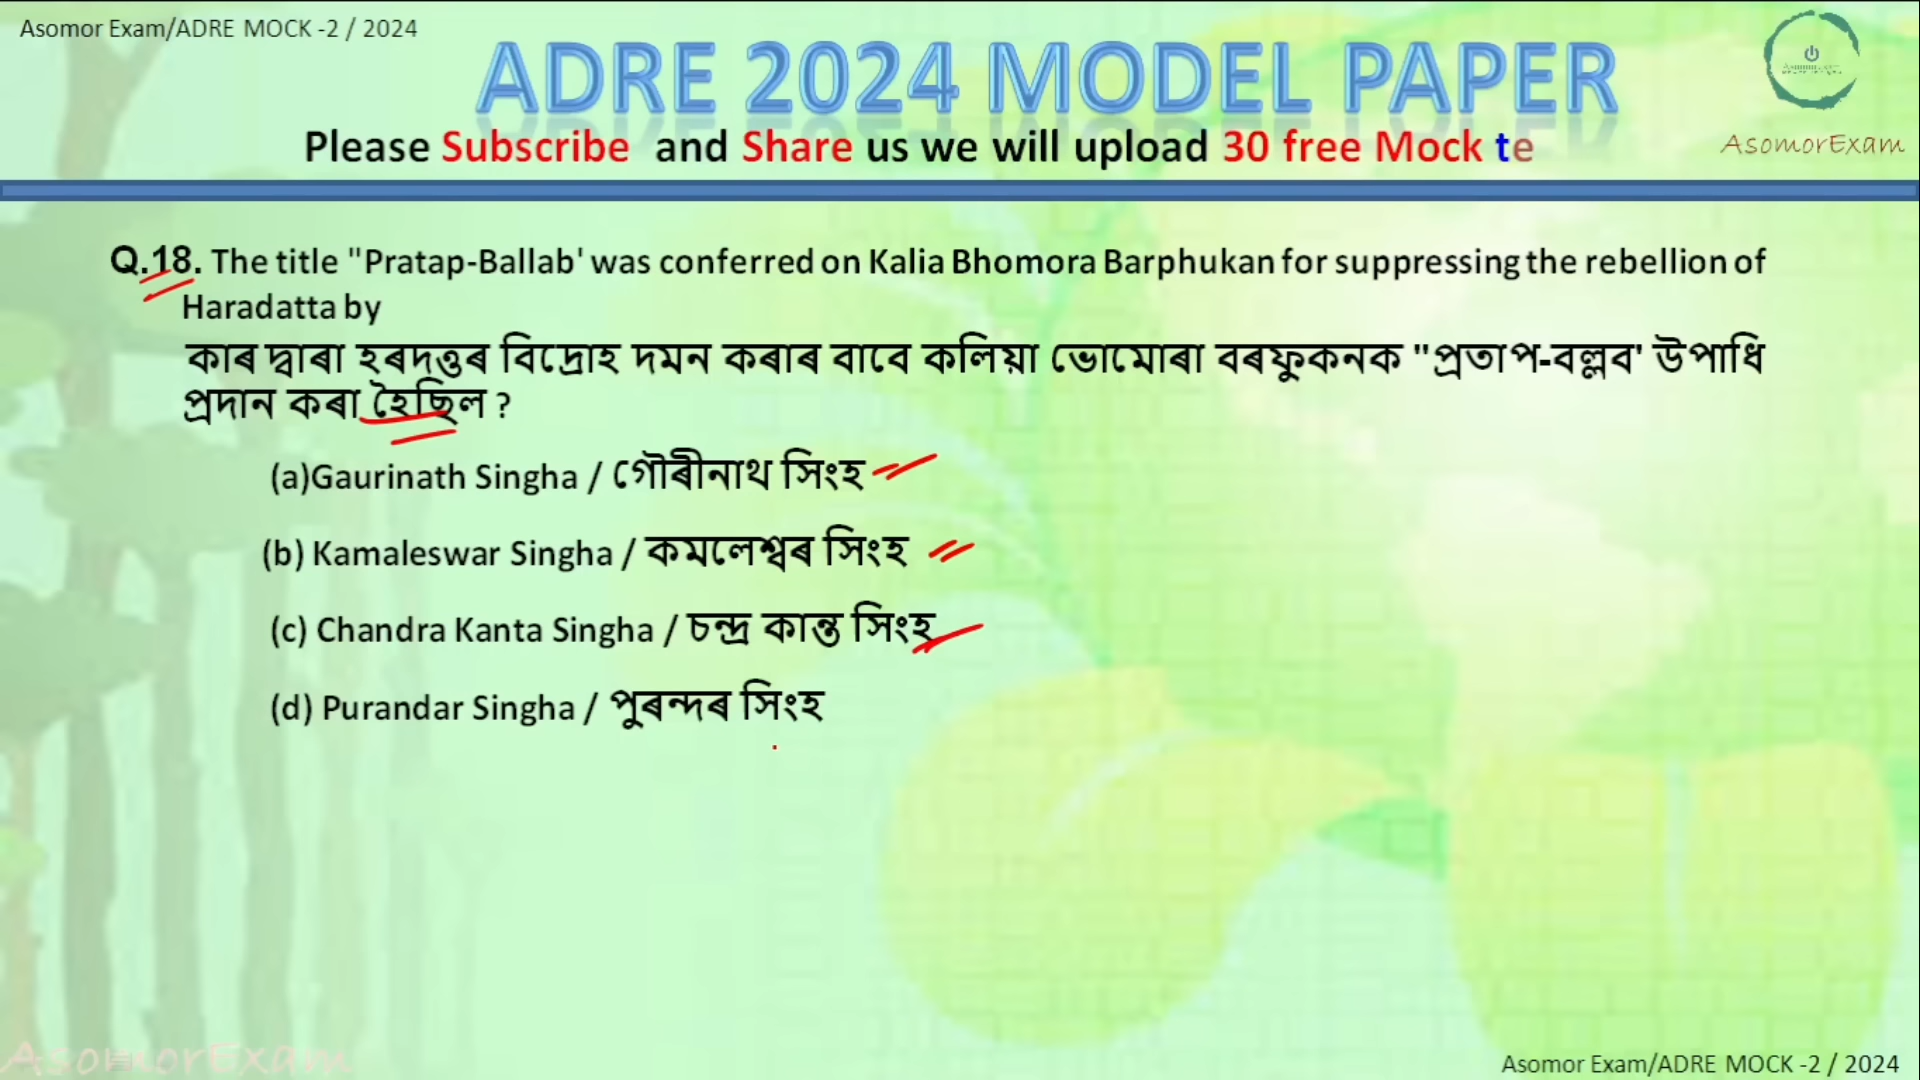 Asomor Exam/ADRE MOCK -2 / 2024
ADRE 2024 MODEL PAPER
Please Subscribe and Share us we will upload 30 free Mock te
AsomorExam
Q.18. The title "Pratap-Ballab' was conferred on Kalia Bhomora Barphukan for suppressing the rebellion of
Haradatta by
কাৰ দ্বাৰা হৰদত্তৰ বিদ্ৰোহ দমন কৰাৰ বাবে কলিয়া ভোমোৰা বৰফুকনক "প্ৰতাপ-বল্লব' উপাধি
প্ৰদান কৰা হৈছিল ?
(a)Gaurinath Singha / গৌৰীনাথ সিংহ
(b) Kamaleswar Singha / কমলেশ্বৰ সিংহ
(c) Chandra Kanta Singha / চন্দ্ৰ কান্ত সিংহ
(d) Purandar Singha / পুৰন্দৰ সিংহ
AsomorExam
Asomor Exam/ADRE MOCK -2 / 2024